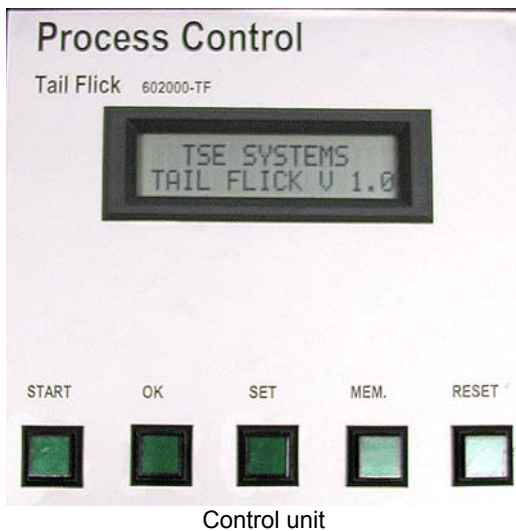 Process Control
Tail Flick 602000-TF
TSE SYSTEMS
TAIL FLICK V 1.0
START OK SET MEM. RESET
Control unit